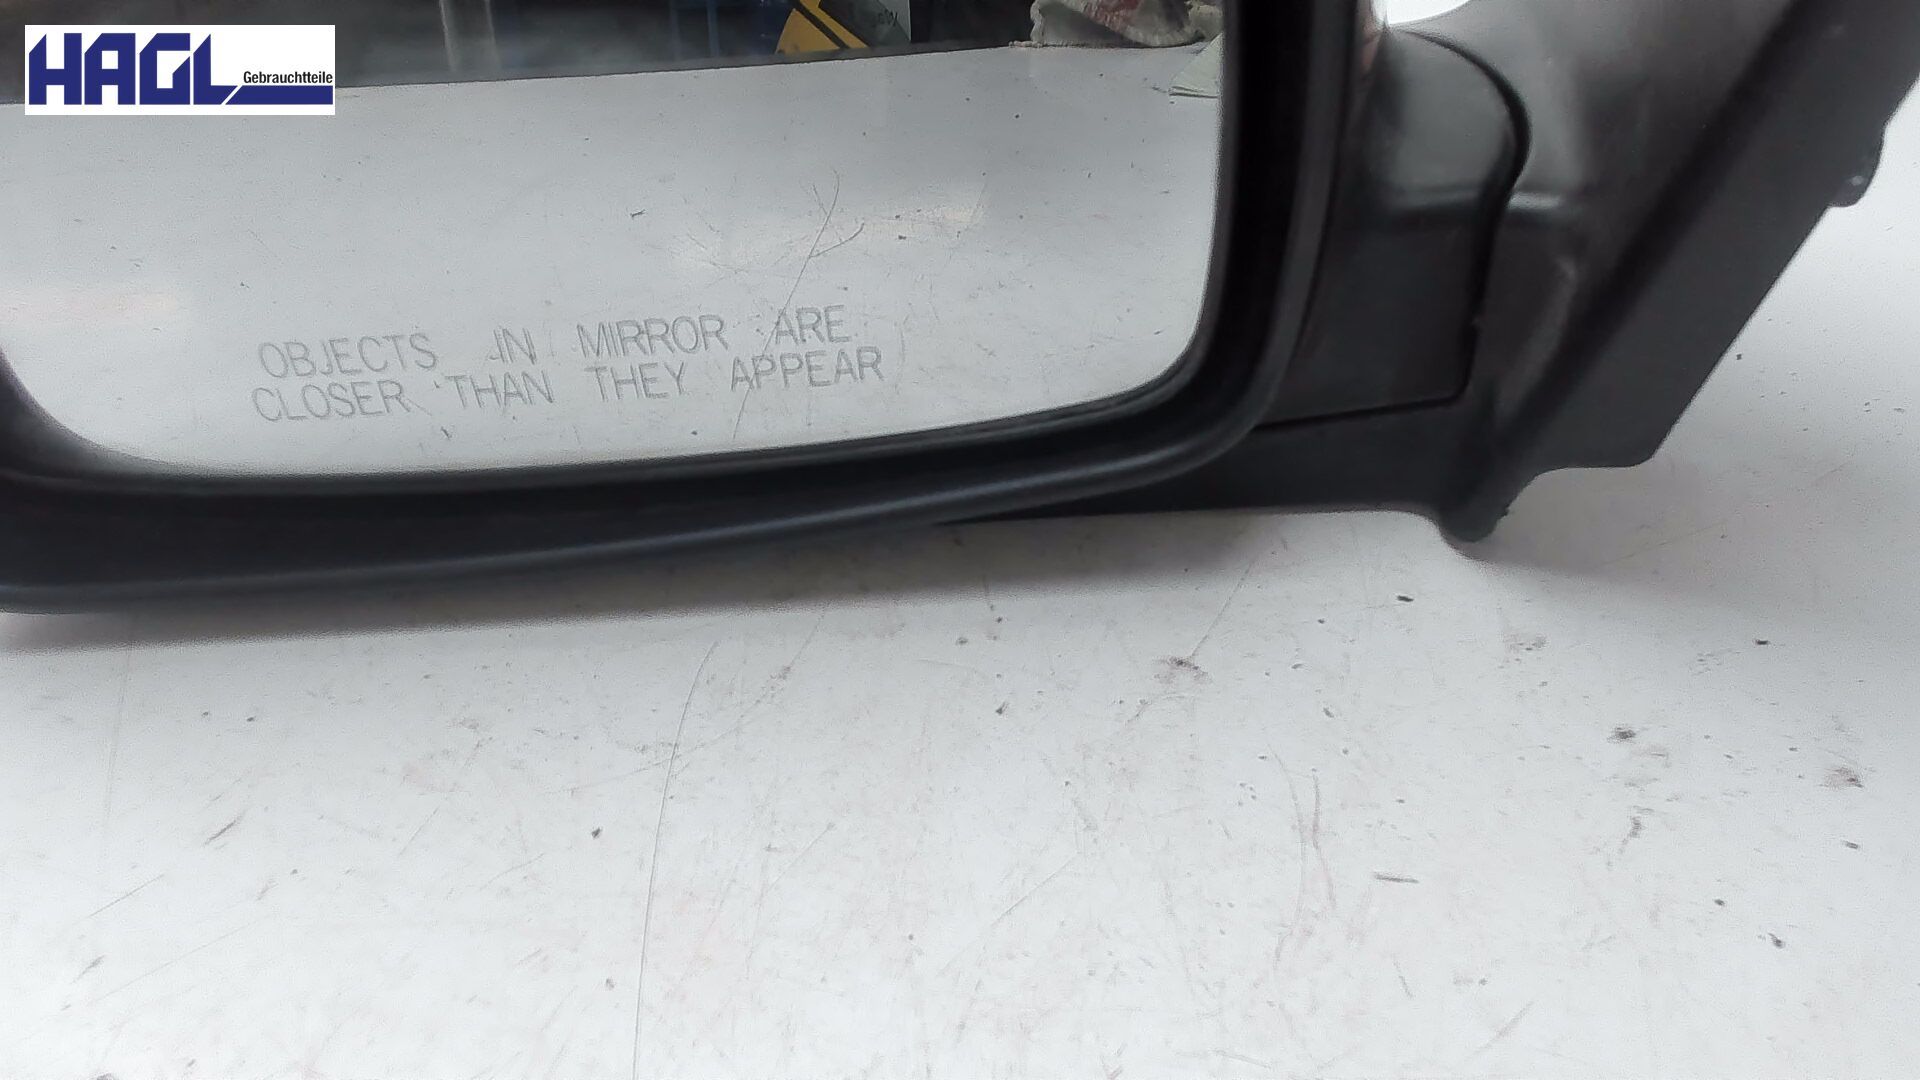 HAGL
Gebrauchtteile
OBJECTS IN MIRROR ARE
CLOSER THAN THEY APPEAR